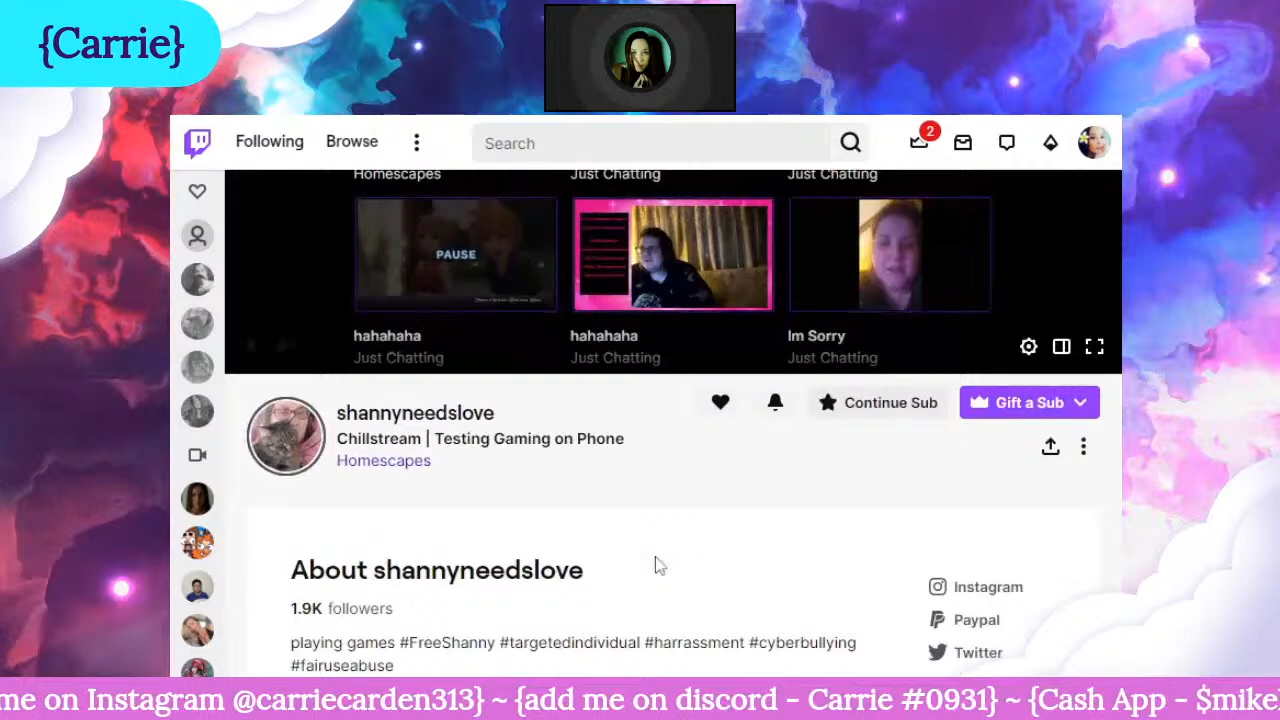 {Carrie}
Following Browse Search 2
Homescapes Just Chatting Just Chatting
PAUSE
hahahaha hahahaha Im Sorry
Just Chatting Just Chatting Just Chatting
shannyneedslove
Chillstream | Testing Gaming on Phone
Homescapes
Continue Sub Gift a Sub
About shannyneedslove
1.9K followers
playing games #FreeShanny #targetedindividual #harrassment #cyberbullying
#fairuseabuse
Instagram
Paypal
Twitter
me on Instagram @carriecarden313} ~ {add me on discord - Carrie #0931} ~ {Cash App -